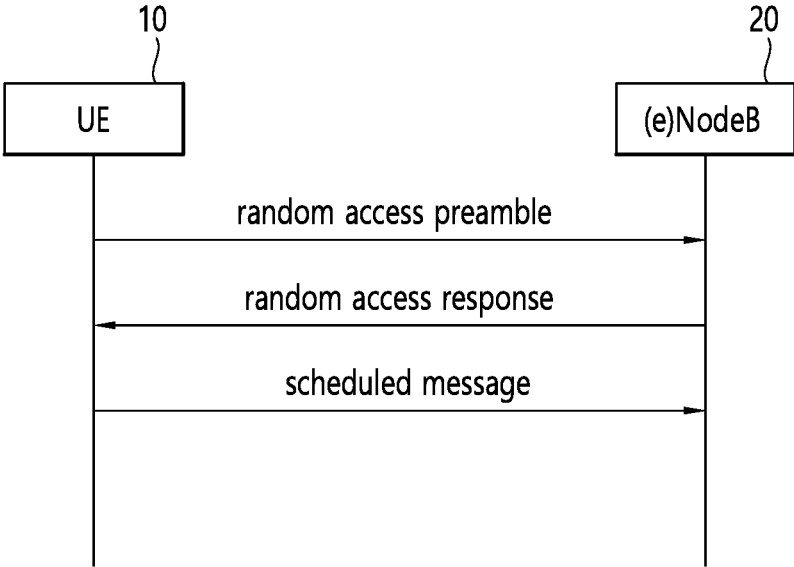 10
20
UE
(e)NodeB
random access preamble
random access response
scheduled message